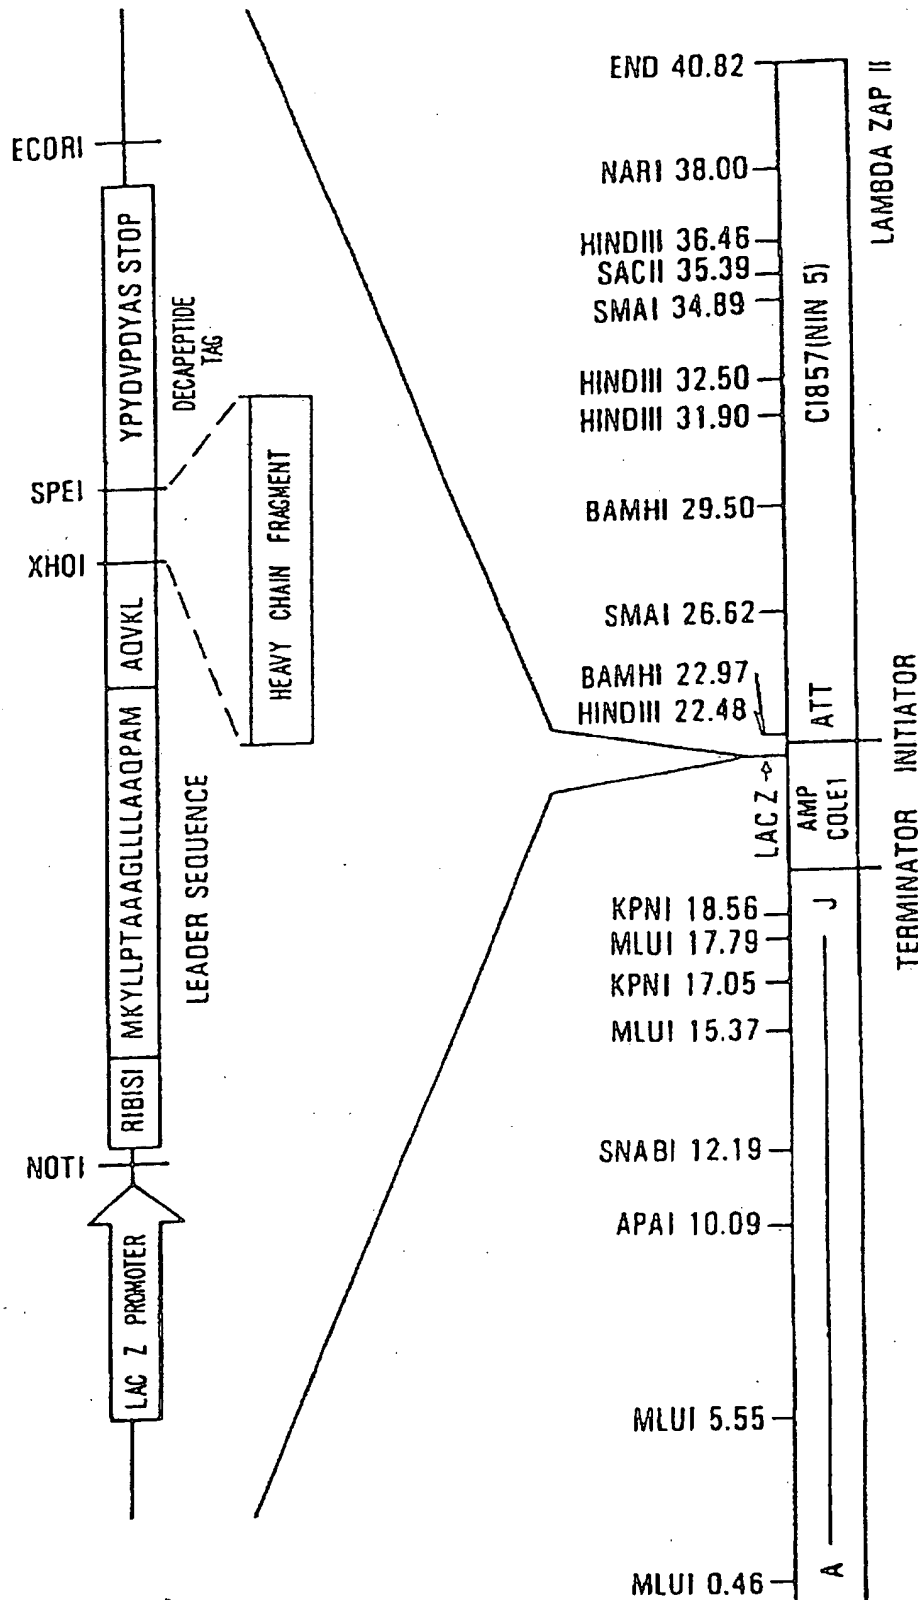 ECORI
YPYDVPDYAS STOP
DECAPEPTIDE
TAG
SPEI
XHOI
AQVKL
HEAVY CHAIN FRAGMENT
MKYLLPTAAAGLLLLAAQPAM
LEADER SEQUENCE
RIBISI
NOTI
LAC Z PROMOTER
END 40.82
NARI 38.00
HINDIII 36.46
SACII 35.39
SMAI 34.89
HINDIII 32.50
HINDIII 31.90
BAMHI 29.50
SMAI 26.62
BAMHI 22.97
HINDIII 22.48
LAC Z
KPNI 18.56
MLUI 17.79
KPNI 17.05
MLUI 15.37
SNABI 12.19
APAI 10.09
MLUI 5.55
MLUI 0.46
CI857(NIN 5)
ATT
AMP
COLE1
J
A
LAMBDA ZAP II
TERMINATOR INITIATOR